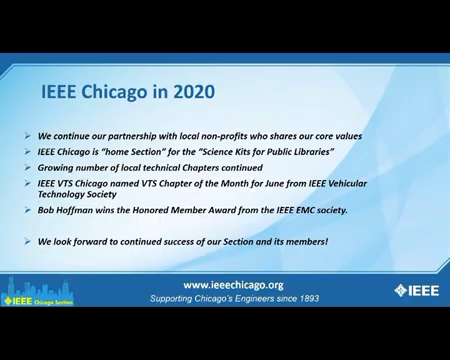 IEEE Chicago in 2020
We continue our partnership with local non-profits who shares our core values
IEEE Chicago is “home Section” for the “Science Kits for Public Libraries”
Growing number of local technical Chapters continued
IEEE VTS Chicago named VTS Chapter of the Month for June from IEEE Vehicular
Technology Society
Bob Hoffman wins the Honored Member Award from the IEEE EMC society.
We look forward to continued success of our Section and its members!
www.ieeechicago.org
IEEE Chicago Section
Supporting Chicago's Engineers since 1893
IEEE